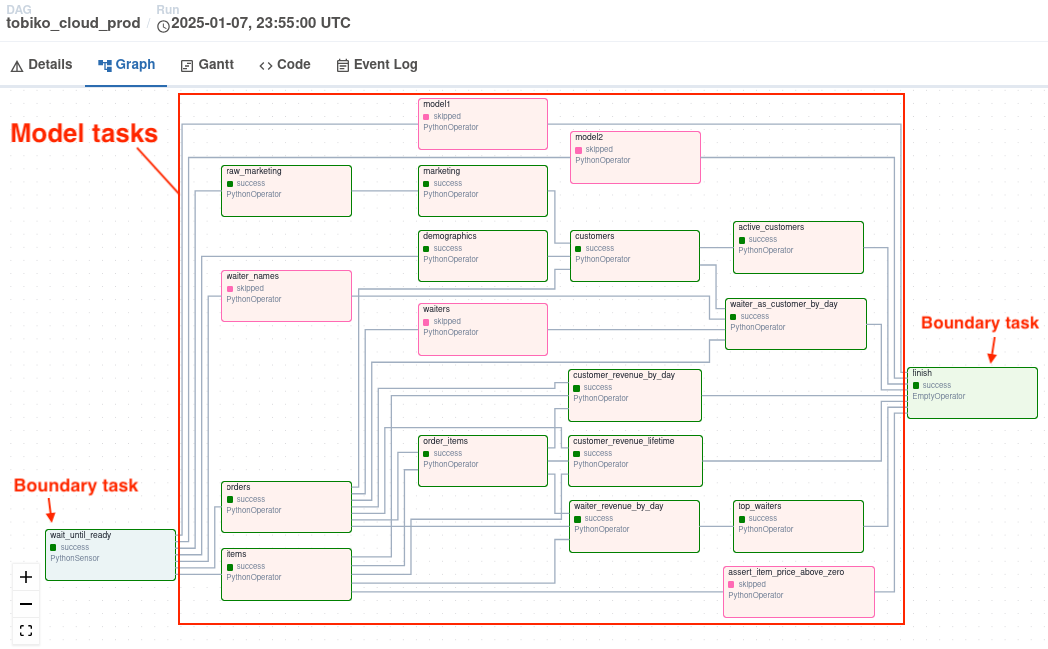 DAG
tobiko_cloud_prod
/
Run
2025-01-07, 23:55:00 UTC
Details
Graph
Gantt
Code
Event Log
Model tasks
model1
skipped
PythonOperator
model2
skipped
PythonOperator
raw_marketing
success
PythonOperator
marketing
success
PythonOperator
active_customers
success
PythonOperator
demographics
success
PythonOperator
customers
success
PythonOperator
waiter_names
skipped
PythonOperator
waiters
skipped
PythonOperator
waiter_as_customer_by_day
success
PythonOperator
Boundary task
finish
success
EmptyOperator
customer_revenue_by_day
success
PythonOperator
order_items
success
PythonOperator
customer_revenue_lifetime
success
PythonOperator
Boundary task
wait_until_ready
success
PythonSensor
orders
success
PythonOperator
waiter_revenue_by_day
success
PythonOperator
top_waiters
success
PythonOperator
items
success
PythonOperator
assert_item_price_above_zero
skipped
PythonOperator